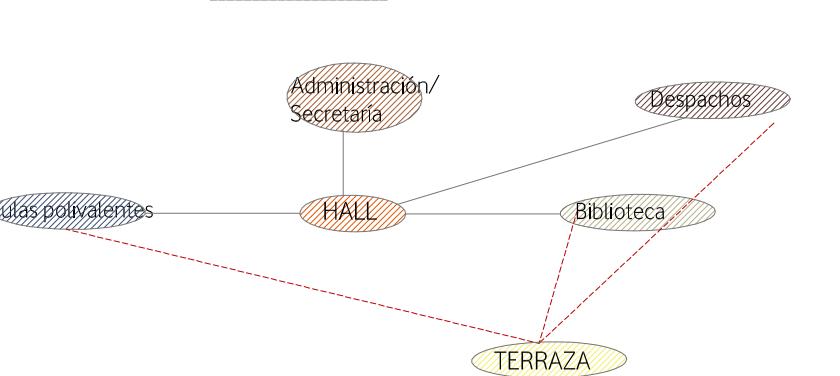 Administración/
Secretaría
Despachos
ulas polivalentes
HALL
Biblioteca
TERRAZA